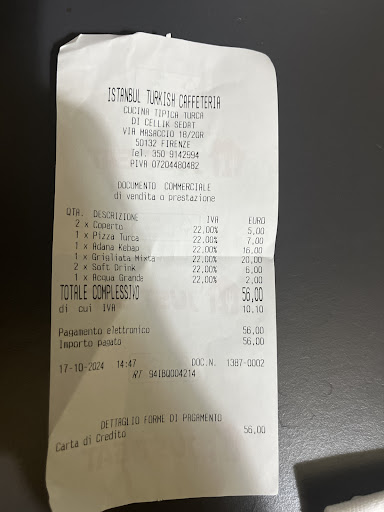 ISTANBUL TURKISH CAFFETERIA
CUCINA TIPICA TURCA
DI CELLIK SEDAT
VIA MASACCIO 18/20R
50132 FIRENZE
Tel. 350 9142994
PIVA 07204480482
DOCUMENTO COMMERCIALE
di vendita o prestazione
QTA. DESCRIZIONE IVA EURO
2 x Coperto 22,00% 5,00
1 x Pizza Turca 22,00% 7,00
1 x Adana Kebap 22,00% 16,00
1 x Grigliata Mista 22,00% 20,00
2 x Soft Drink 22,00% 6,00
1 x Acqua Grande 22,00% 2,00
TOTALE COMPLESSIVO 56,00
di cui IVA 10,10
Pagamento elettronico 56,00
Importo pagato 56,00
17-10-2024 14:47 DOC.N. 1387-0002
RT 94IBQ004214
DETTAGLIO FORME DI PAGAMENTO
Carta di Credito 56,00